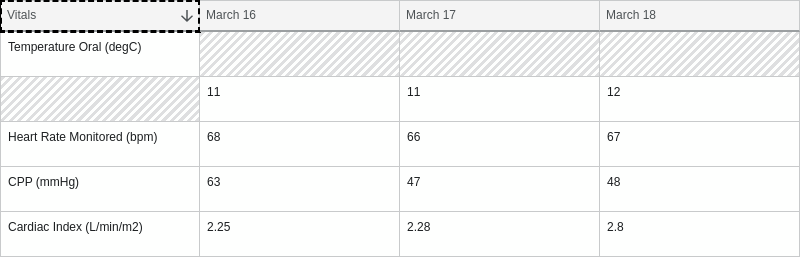 Vitals March 16 March 17 March 18
Temperature Oral (degC)
11 11 12
Heart Rate Monitored (bpm) 68 66 67
CPP (mmHg) 63 47 48
Cardiac Index (L/min/m2) 2.25 2.28 2.8